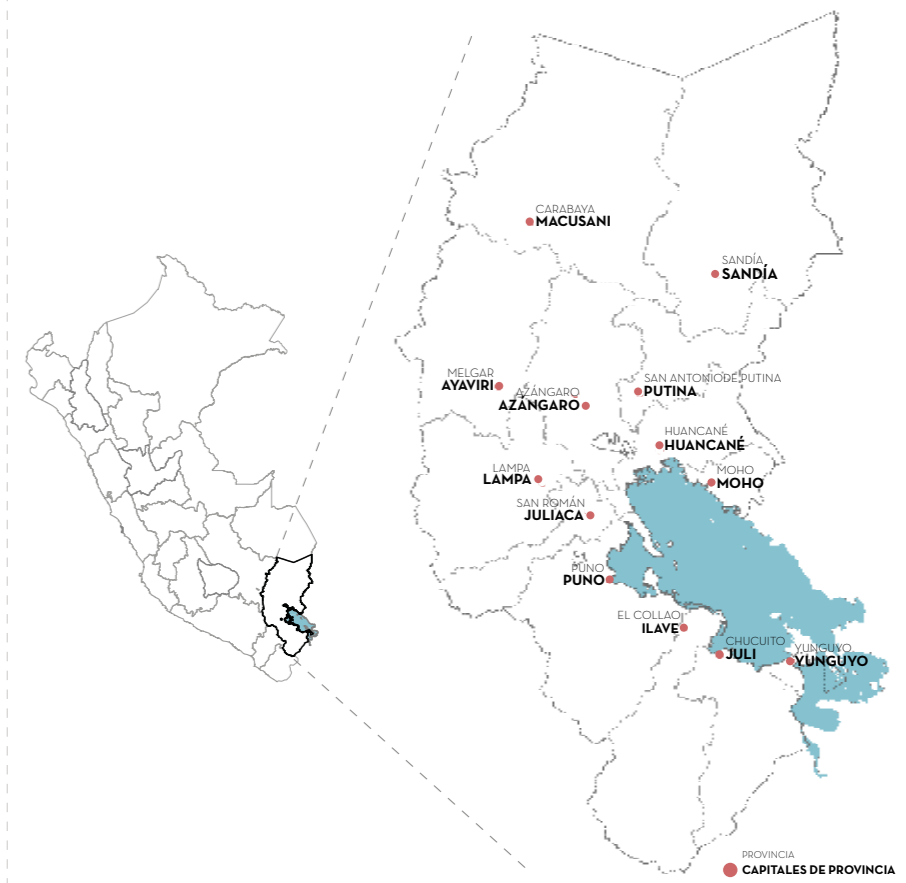 CARABAYA
MACUSANI
SANDÍA
SANDÍA
MELGAR
AYAVIRI
AZÁNGARO
AZÁNGARO
SAN ANTONIO DE PUTINA
PUTINA
HUANCANÉ
HUANCANÉ
LAMPA
LAMPA
MOHO
MOHO
SAN ROMÁN
JULIACA
PUNO
PUNO
EL COLLAO
ILAVE
CHUCUITO
JULI
YUNGUYO
YUNGUYO
PROVINCIA
CAPITALES DE PROVINCIA